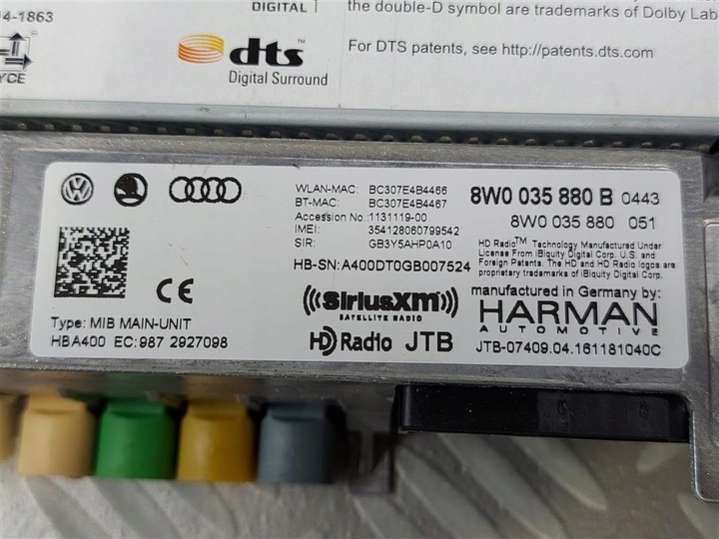 DIGITAL
the double-D symbol are trademarks of Dolby Lab
4-1863
dts
Digital Surround
For DTS patents, see http://patents.dts.com
YCE
WLAN-MAC: BC307E4B4466
BT-MAC: BC307E4B4467
Accession No.: 1131119-00
IMEI: 354128060799542
SIR: GB3Y5AHP0A10
HB-SN: A400DT0GB007524
8W0 035 880 B 0443
8W0 035 880 051
HD Radio™ Technology Manufactured Under
License From iBiquity Digital Corp. U.S. and
Foreign Patents. The HD and HD Radio logos are
proprietary trademarks of iBiquity Digital Corp.
CE
Type: MIB MAIN-UNIT
HBA400 EC: 987 2927098
SiriusXM
SATELLITE RADIO
HD Radio JTB
manufactured in Germany by:
HARMAN
AUTOMOTIVE
JTB-07409.04.161181040C